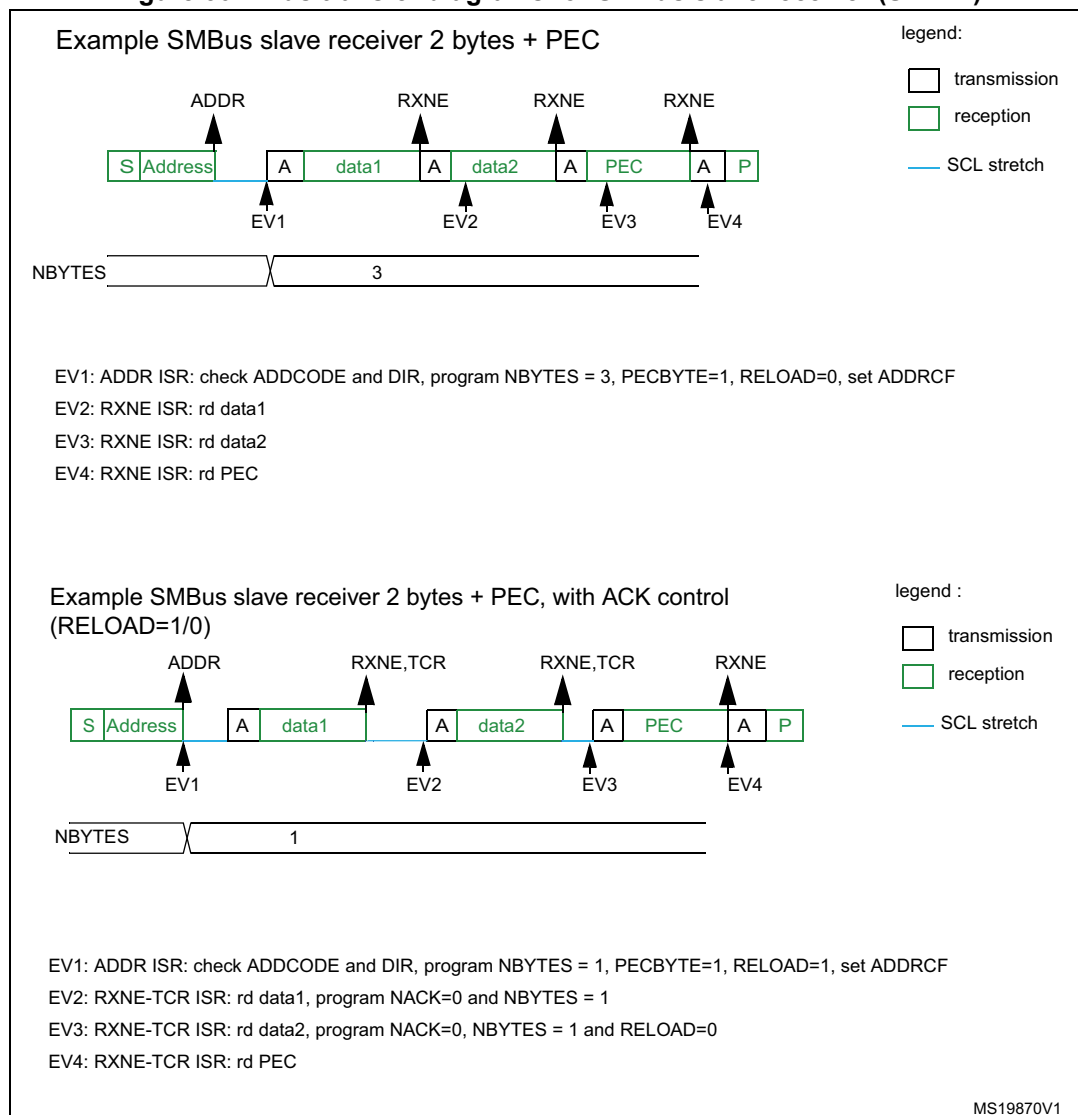 Example SMBus slave receiver 2 bytes + PEC
legend:
transmission
reception
SCL stretch
ADDR RXNE RXNE RXNE
S Address A data1 A data2 A PEC A P
EV1 EV2 EV3 EV4
NBYTES 3
EV1: ADDR ISR: check ADDCODE and DIR, program NBYTES = 3, PECBYTE=1, RELOAD=0, set ADDRCF
EV2: RXNE ISR: rd data1
EV3: RXNE ISR: rd data2
EV4: RXNE ISR: rd PEC
Example SMBus slave receiver 2 bytes + PEC, with ACK control
(RELOAD=1/0)
legend :
transmission
reception
SCL stretch
ADDR RXNE,TCR RXNE,TCR RXNE
S Address A data1 A data2 A PEC A P
EV1 EV2 EV3 EV4
NBYTES 1
EV1: ADDR ISR: check ADDCODE and DIR, program NBYTES = 1, PECBYTE=1, RELOAD=1, set ADDRCF
EV2: RXNE-TCR ISR: rd data1, program NACK=0 and NBYTES = 1
EV3: RXNE-TCR ISR: rd data2, program NACK=0, NBYTES = 1 and RELOAD=0
EV4: RXNE-TCR ISR: rd PEC
MS19870V1